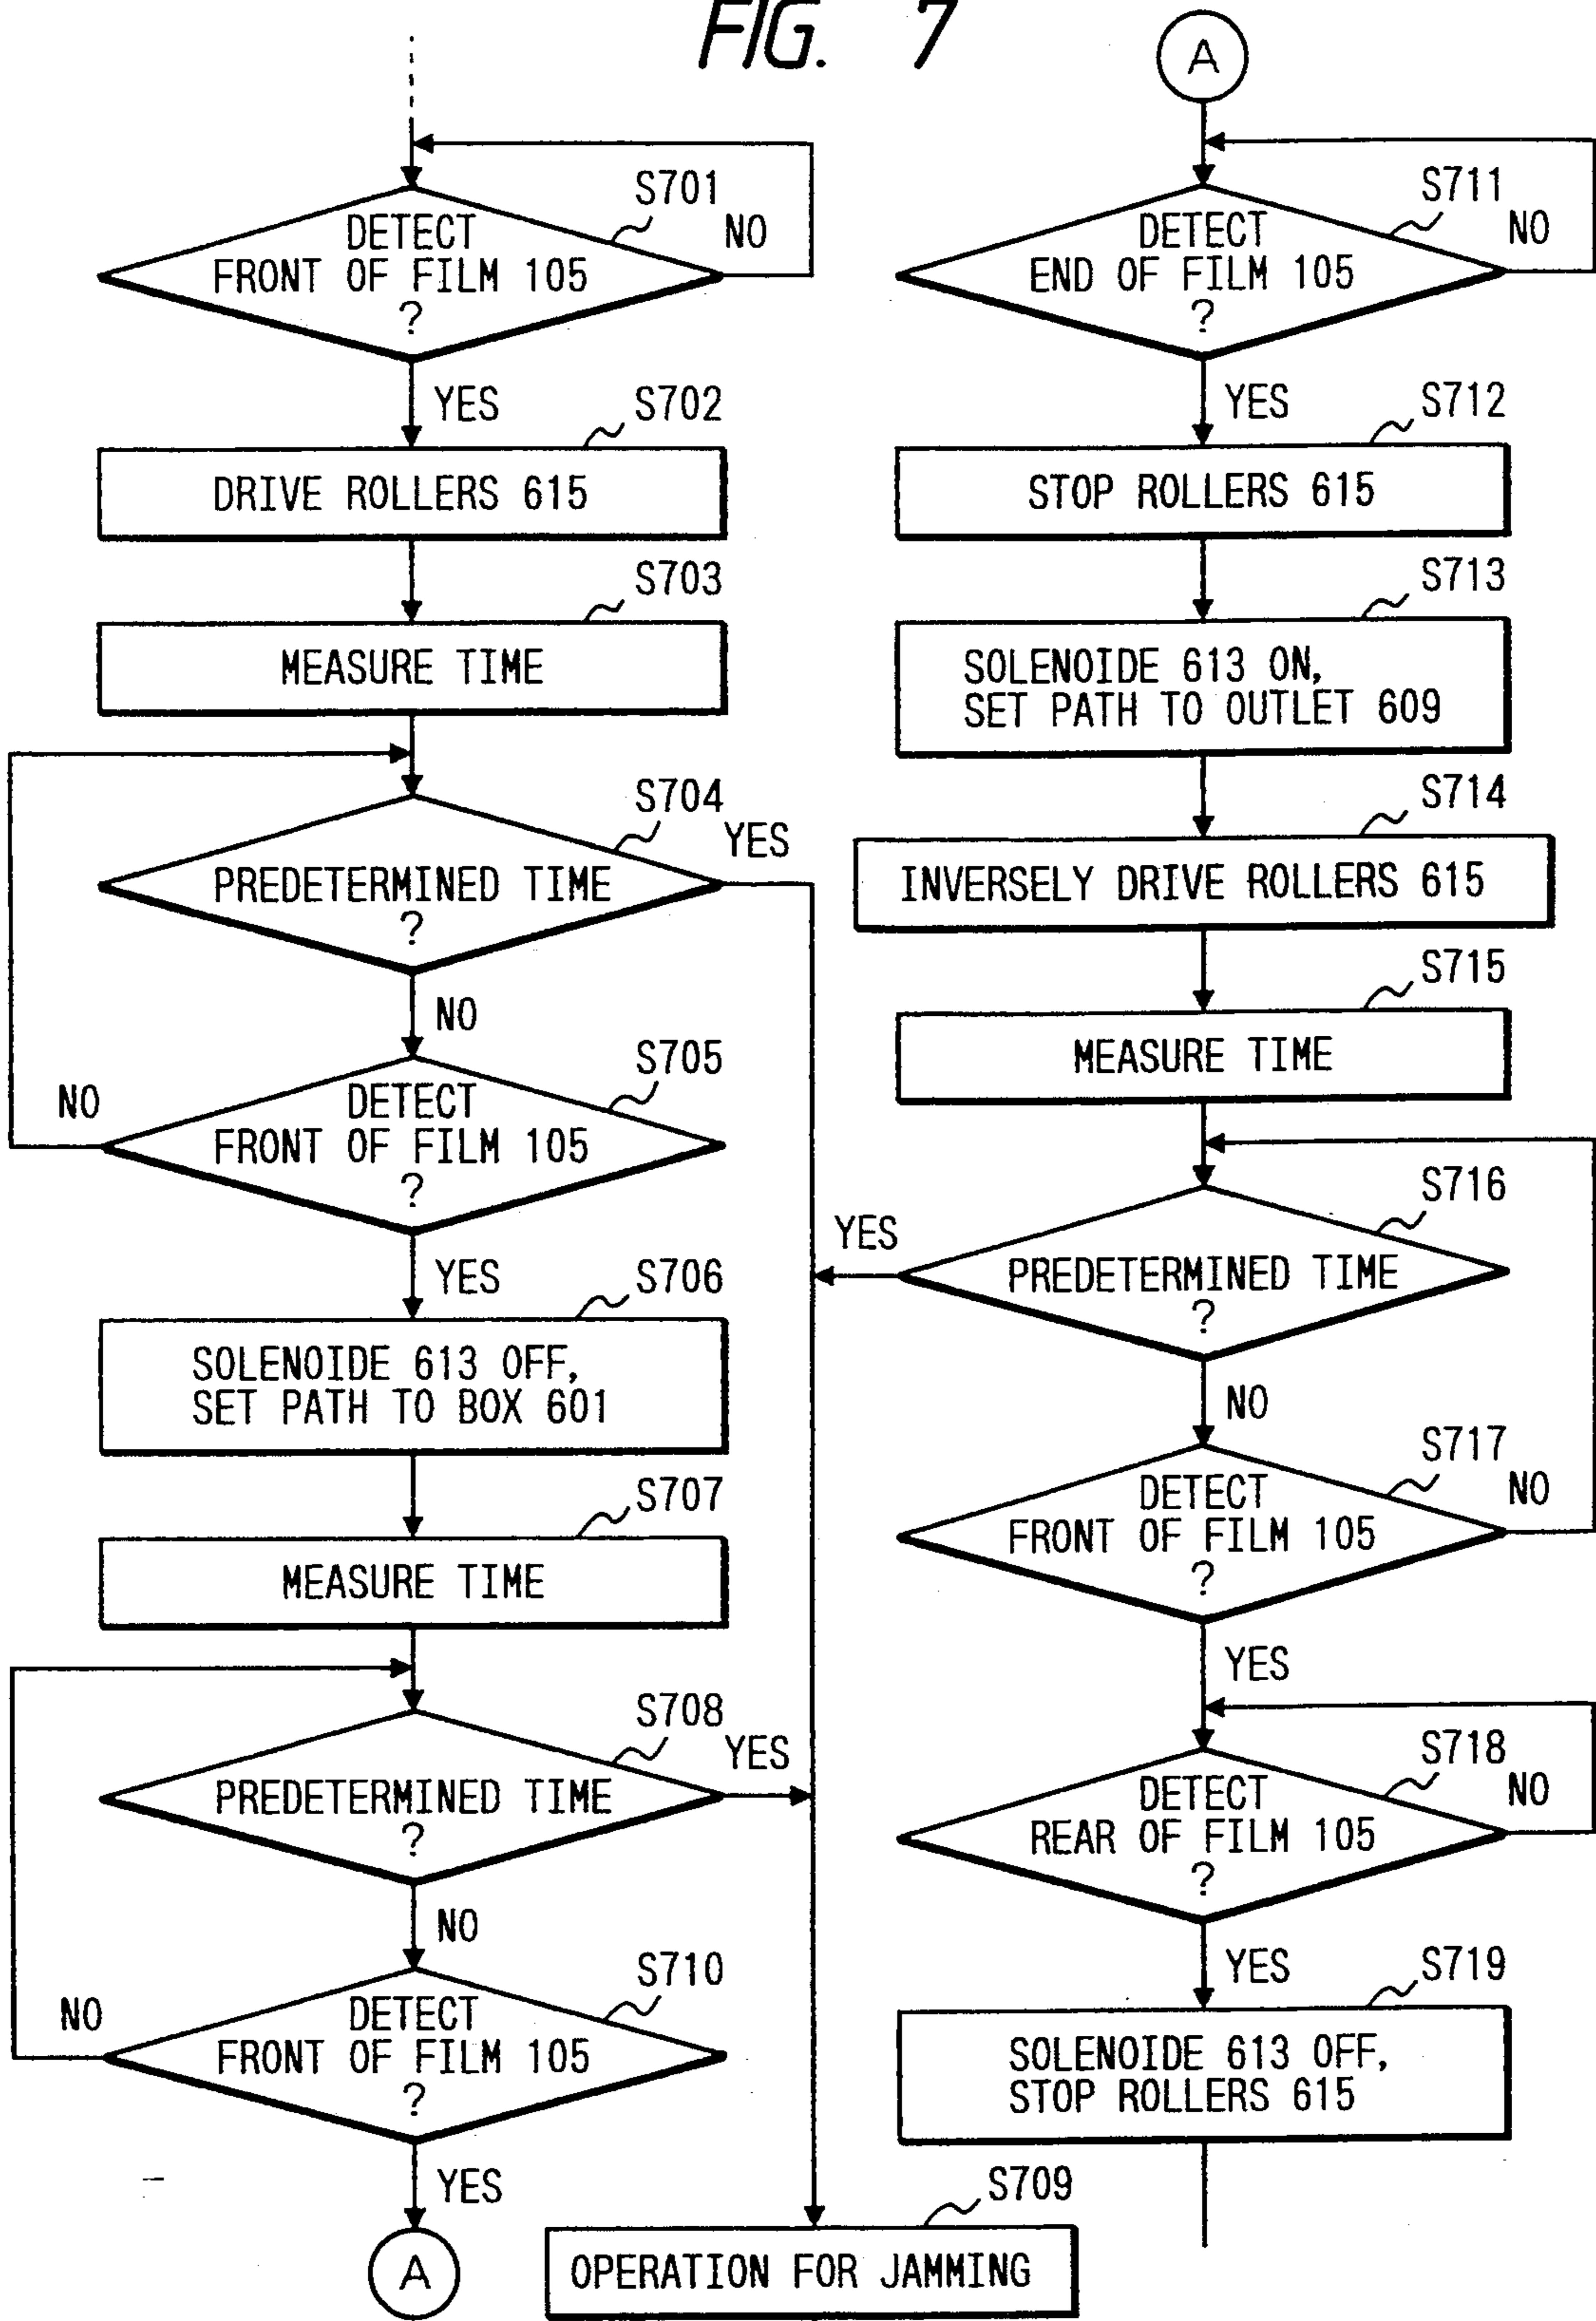 FIG. 7
S701
DETECT
FRONT OF FILM 105
?
NO
YES
S702
DRIVE ROLLERS 615
S703
MEASURE TIME
S704
PREDETERMINED TIME
?
YES
NO
S705
DETECT
FRONT OF FILM 105
?
NO
YES
S706
SOLENOIDE 613 OFF,
SET PATH TO BOX 601
S707
MEASURE TIME
S708
PREDETERMINED TIME
?
YES
NO
S710
DETECT
FRONT OF FILM 105
?
NO
YES
A
S709
OPERATION FOR JAMMING
A
S711
DETECT
END OF FILM 105
?
NO
YES
S712
STOP ROLLERS 615
S713
SOLENOIDE 613 ON,
SET PATH TO OUTLET 609
S714
INVERSELY DRIVE ROLLERS 615
S715
MEASURE TIME
S716
PREDETERMINED TIME
?
YES
NO
S717
DETECT
FRONT OF FILM 105
?
NO
YES
S718
DETECT
REAR OF FILM 105
?
NO
YES
S719
SOLENOIDE 613 OFF,
STOP ROLLERS 615